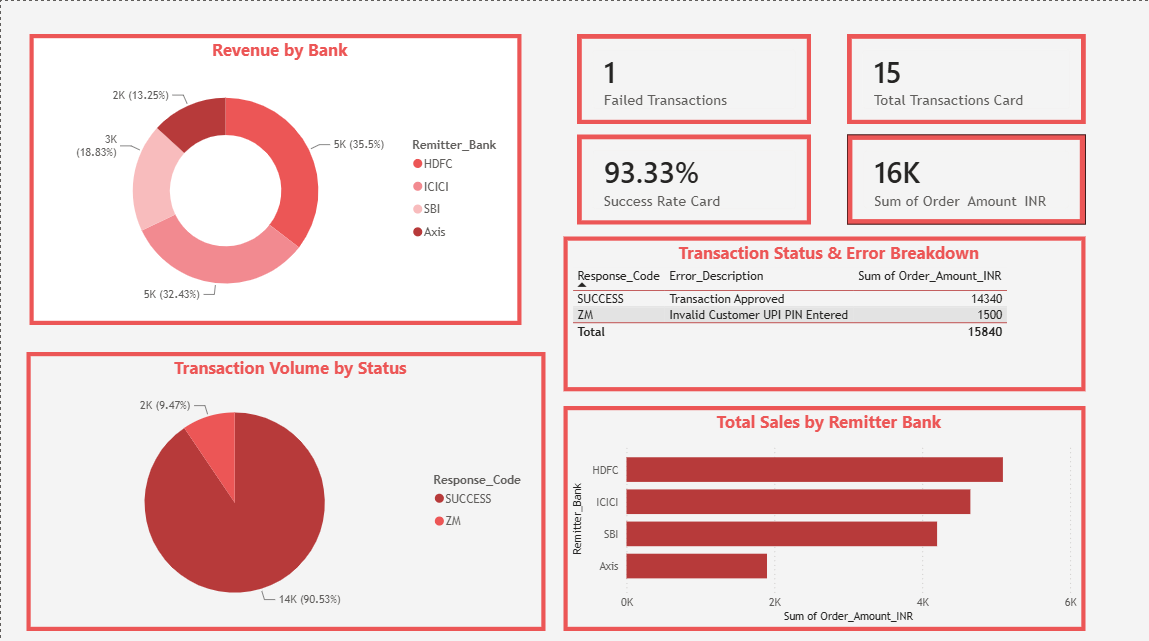 Revenue by Bank
2K (13.25%)
3K
(18.83%)
5K (35.5%)
5K (32.43%)
Remitter_Bank
HDFC
ICICI
SBI
Axis
1
Failed Transactions
15
Total Transactions Card
93.33%
Success Rate Card
16K
Sum of Order Amount INR
Transaction Status & Error Breakdown
Response_Code Error_Description Sum of Order_Amount_INR
SUCCESS Transaction Approved 14340
ZM Invalid Customer UPI PIN Entered 1500
Total 15840
Transaction Volume by Status
2K (9.47%)
14K (90.53%)
Response_Code
SUCCESS
ZM
Total Sales by Remitter Bank
Remitter_Bank
HDFC
ICICI
SBI
Axis
0K 2K 4K 6K
Sum of Order_Amount_INR